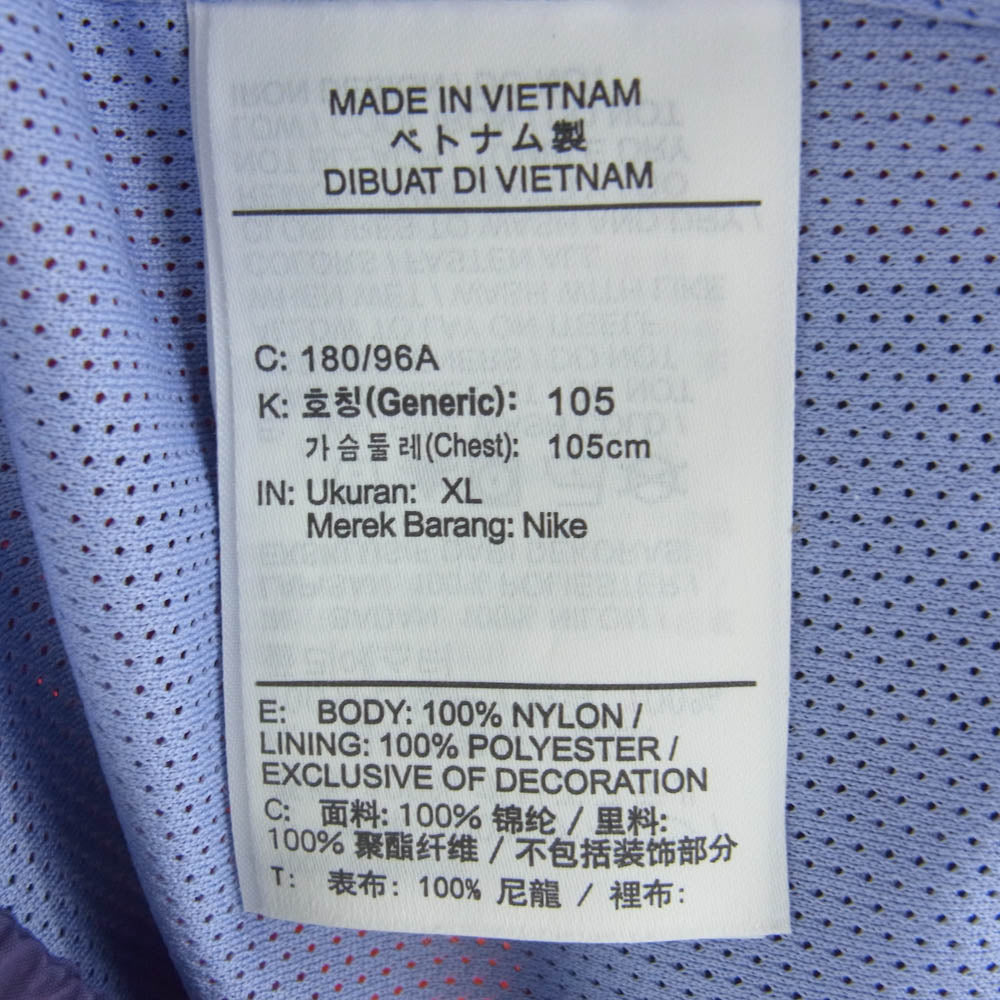 MADE IN VIETNAM
ベトナム製
DIBUAT DI VIETNAM
C: 180/96A
K: 호칭(Generic): 105
가슴둘레(Chest): 105cm
IN: Ukuran: XL
Merek Barang: Nike
E: BODY: 100% NYLON /
LINING: 100% POLYESTER /
EXCLUSIVE OF DECORATION
C: 面料: 100% 锦纶 / 里料:
100% 聚酯纤维 / 不包括装饰部分
T: 表布: 100% 尼龍 / 裡布: